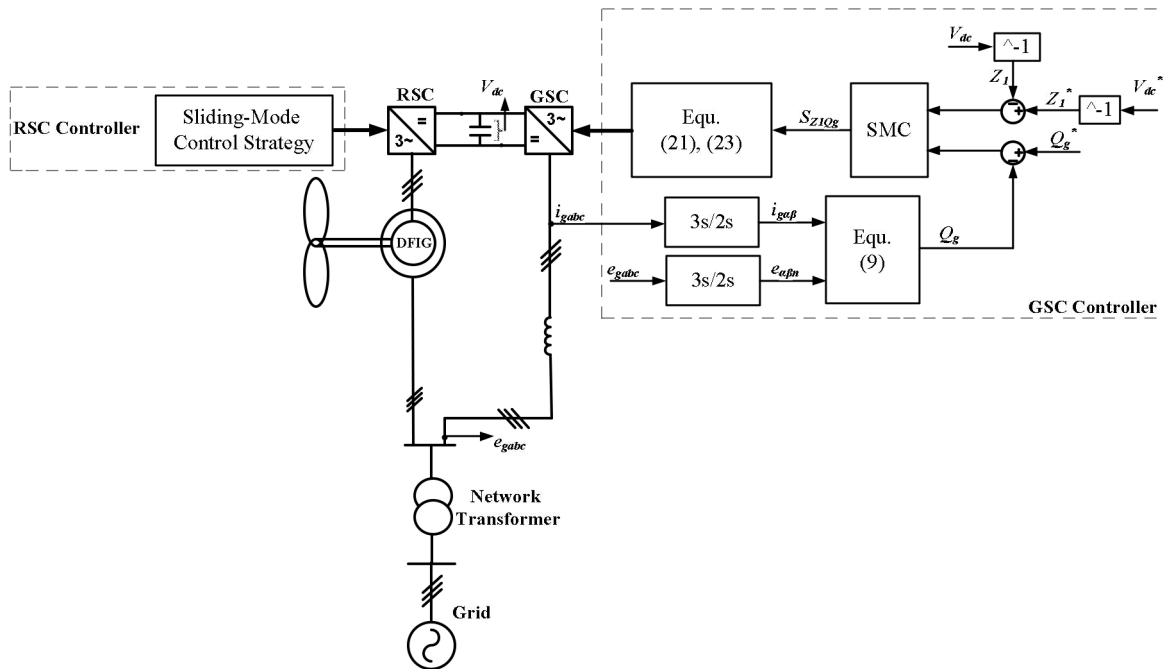 RSC Controller
Sliding-Mode
Control Strategy
RSC
=
3~
V_dc
GSC
3~
=
Equ.
(21), (23)
S_Z1Qg
SMC
V_dc
^-1
Z_1
Z_1^*
^-1
V_dc^*
Q_g^*
i_gabc
3s/2s
i_gαβ
e_gabc
3s/2s
e_αβn
Equ.
(9)
Q_g
GSC Controller
DFIG
e_gabc
Network
Transformer
Grid